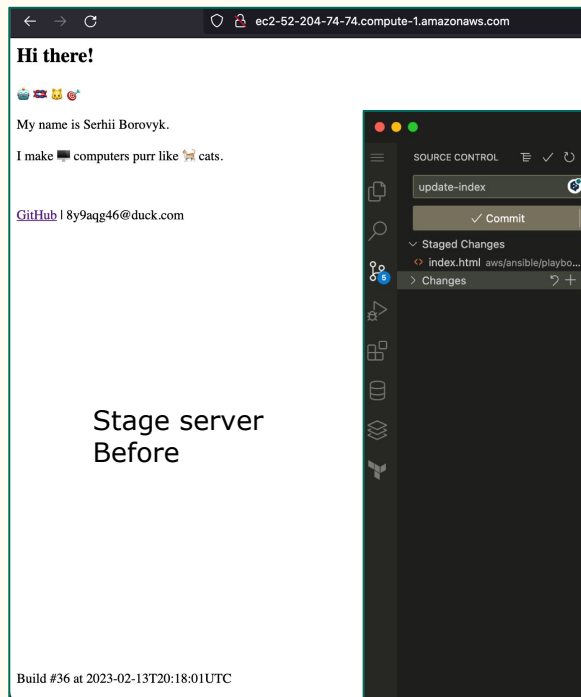 ec2-52-204-74-74.compute-1.amazonaws.com
Hi there!
My name is Serhii Borovyk.
I make 🖥️ computers purr like 🐈 cats.
GitHub | 8y9aqg46@duck.com
Stage server
Before
Build #36 at 2023-02-13T20:18:01UTC
SOURCE CONTROL
update-index
Commit
Staged Changes
index.html aws/ansible/playbo...
5
Changes